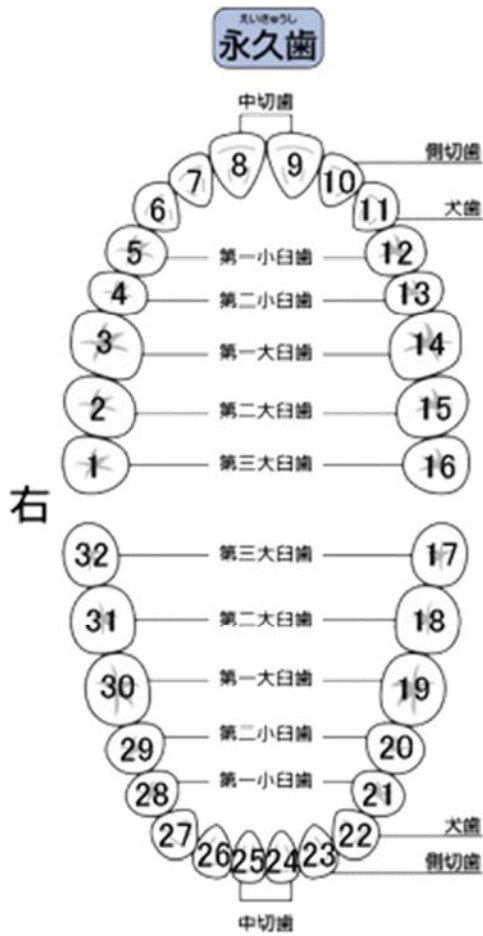 えいきゅうし
永久歯
中切歯
8 9
側切歯
7 10
犬歯
6 11
5 第一小臼歯 12
4 第二小臼歯 13
3 第一大臼歯 14
2 第二大臼歯 15
1 第三大臼歯 16
右
32 第三大臼歯 17
31 第二大臼歯 18
30 第一大臼歯 19
29 第二小臼歯 20
28 第一小臼歯 21
27 22 犬歯
26 25 24 23 側切歯
中切歯